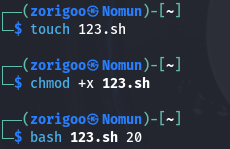 ┌──(zorigoo㉿Nomun)-[~]
└─$ touch 123.sh
┌──(zorigoo㉿Nomun)-[~]
└─$ chmod +x 123.sh
┌──(zorigoo㉿Nomun)-[~]
└─$ bash 123.sh 20